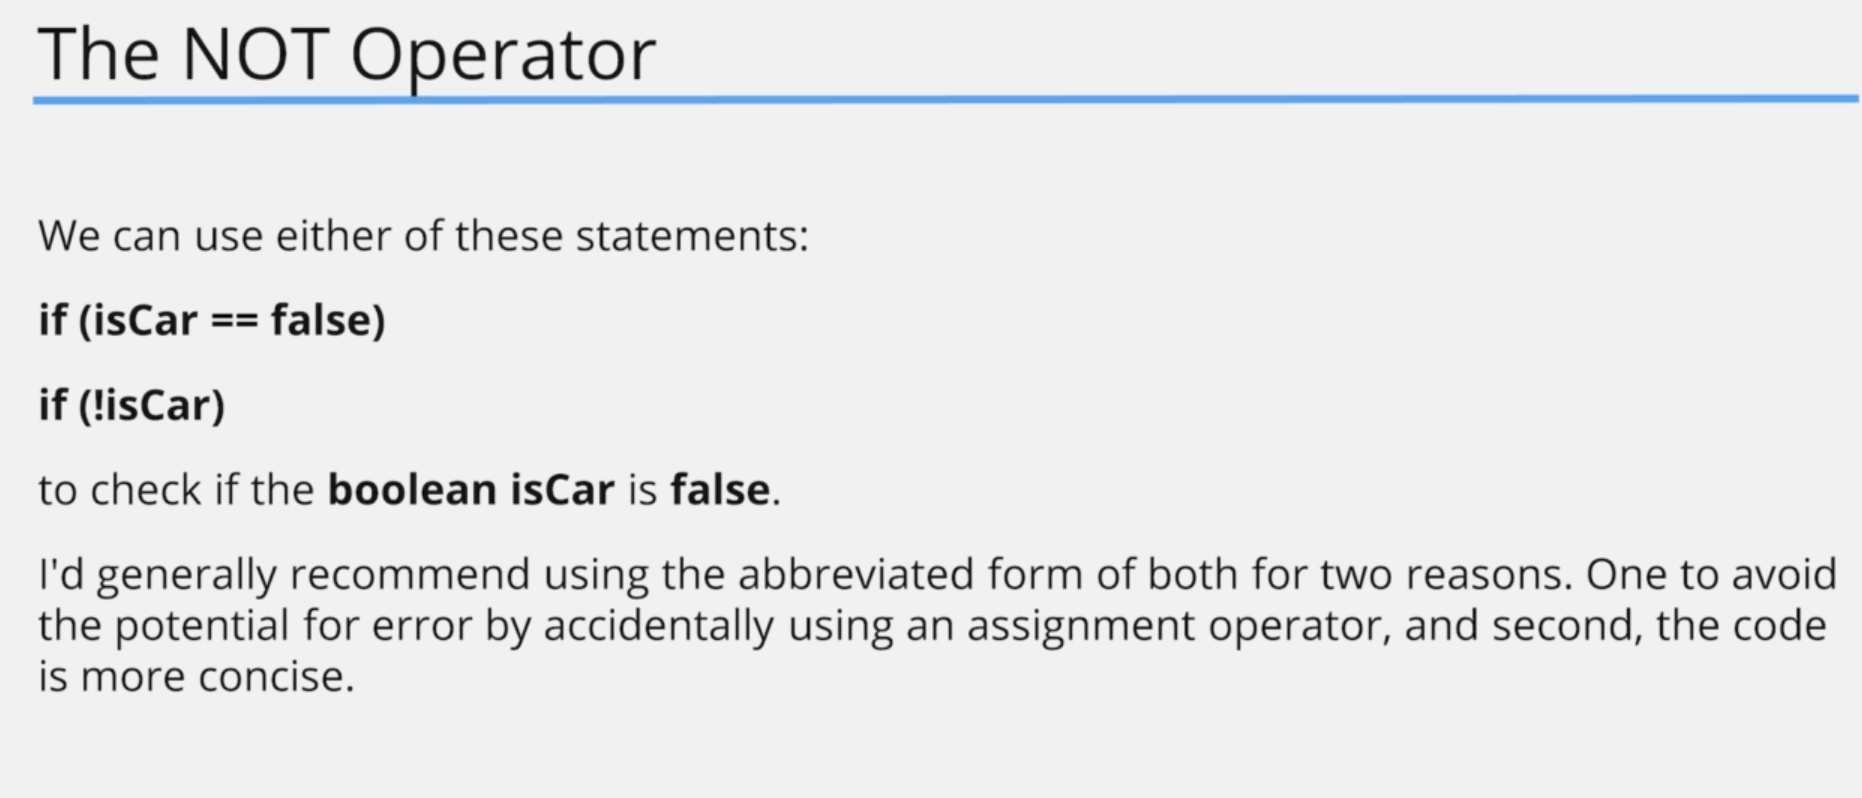 The NOT Operator
We can use either of these statements:
if (isCar == false)
if (!isCar)
to check if the boolean isCar is false.
I'd generally recommend using the abbreviated form of both for two reasons. One to avoid
the potential for error by accidentally using an assignment operator, and second, the code
is more concise.